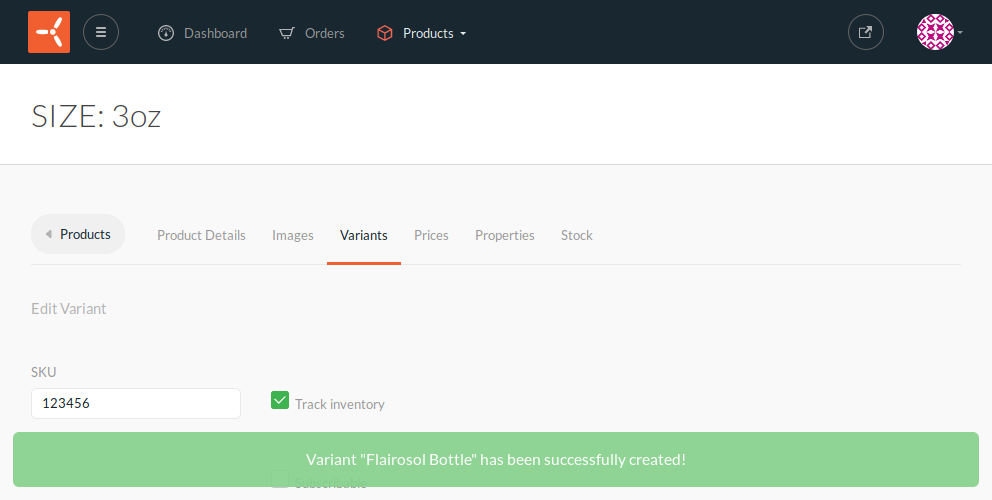 Dashboard Orders Products
SIZE: 3oz
Products Product Details Images Variants Prices Properties Stock
Edit Variant
SKU
123456 Track inventory
Variant "Flairosol Bottle" has been successfully created!
Subscribable